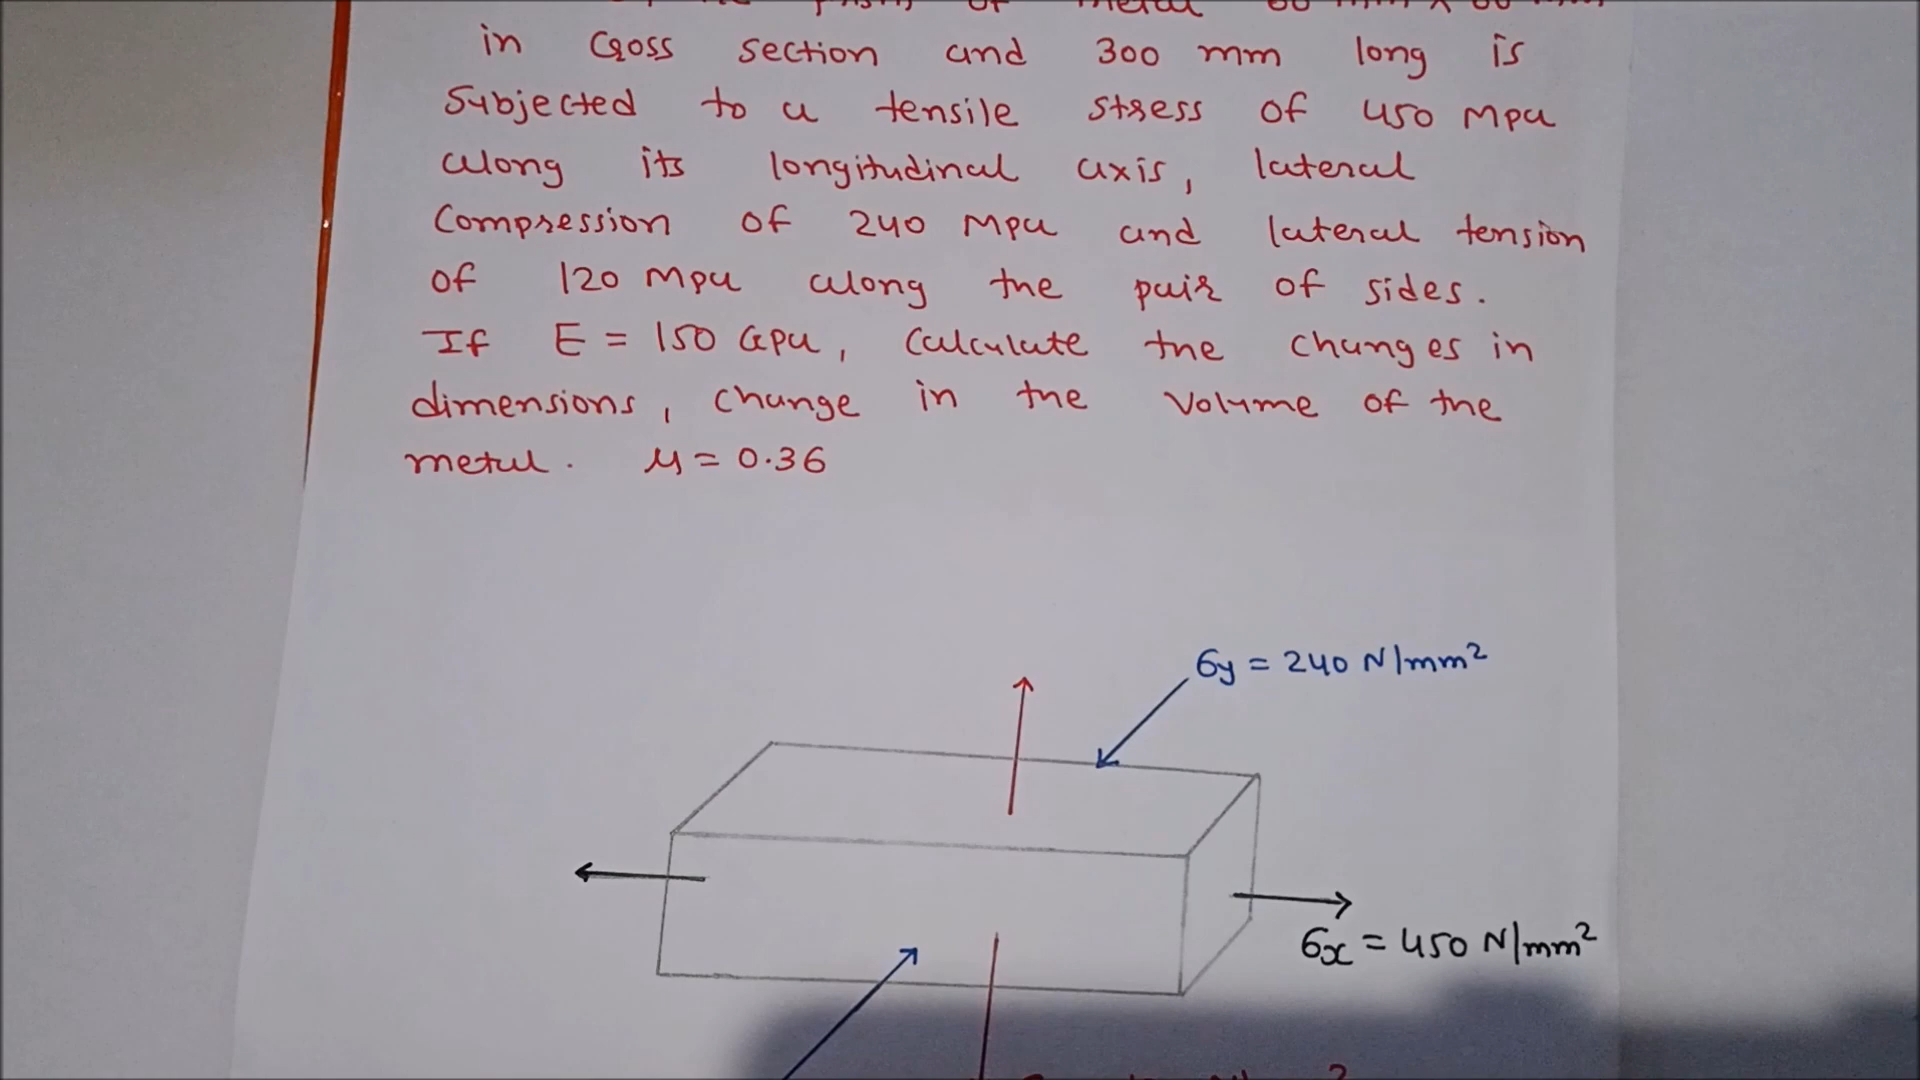 of metal
in Cross section and 300 mm long is
Subjected to a tensile stress of 450 Mpa
along its longitudinal axis, lateral
Compression of 240 Mpa and lateral tension
of 120 Mpa along the pair of sides.
If E = 150 Gpa, Calculate the changes in
dimensions, change in the Volume of the
metal. μ = 0.36
σy = 240 N/mm²
σx = 450 N/mm²